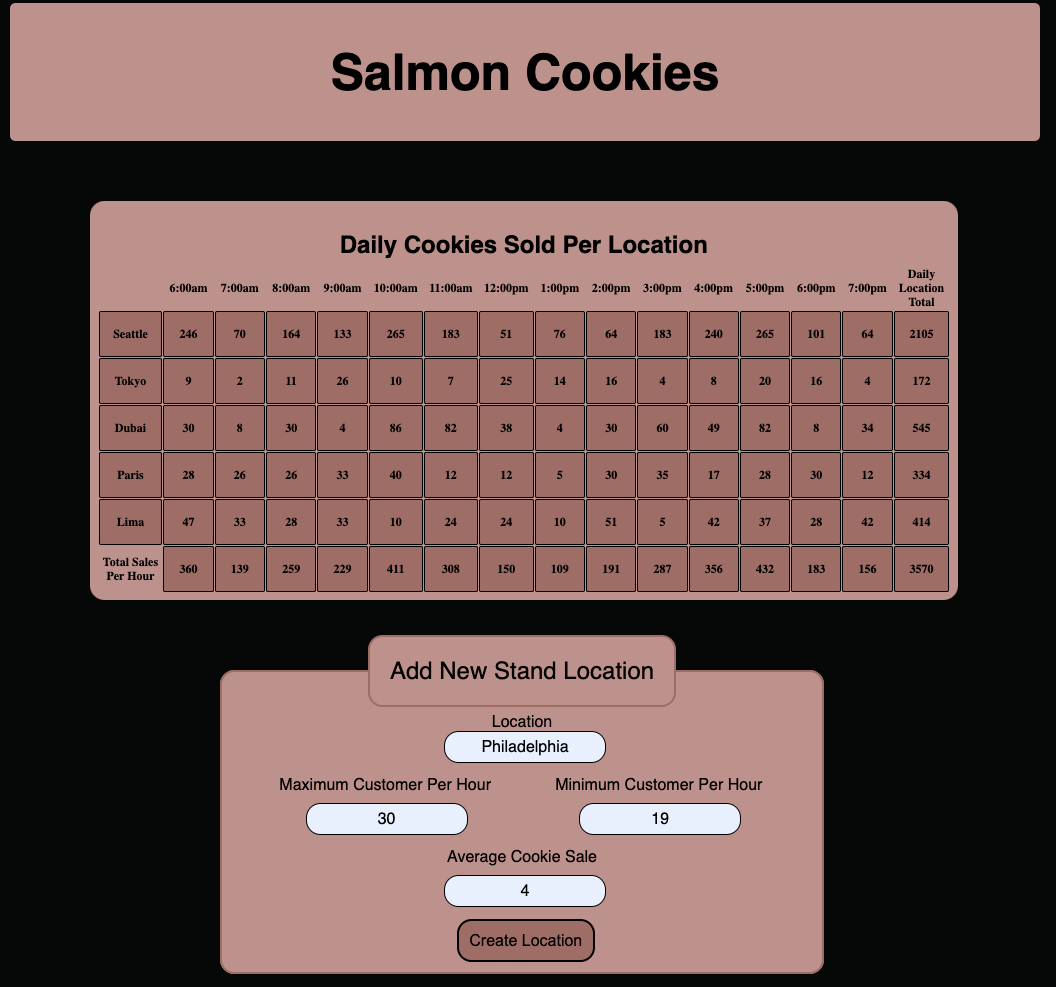 Salmon Cookies
Daily Cookies Sold Per Location
6:00am 7:00am 8:00am 9:00am 10:00am 11:00am 12:00pm 1:00pm 2:00pm 3:00pm 4:00pm 5:00pm 6:00pm 7:00pm Daily Location Total
Seattle 246 70 164 133 265 183 51 76 64 183 240 265 101 64 2105
Tokyo 9 2 11 26 10 7 25 14 16 4 8 20 16 4 172
Dubai 30 8 30 4 86 82 38 4 30 60 49 82 8 34 545
Paris 28 26 26 33 40 12 12 5 30 35 17 28 30 12 334
Lima 47 33 28 33 10 24 24 10 51 5 42 37 28 42 414
Total Sales Per Hour 360 139 259 229 411 308 150 109 191 287 356 432 183 156 3570
Add New Stand Location
Location
Philadelphia
Maximum Customer Per Hour Minimum Customer Per Hour
30 19
Average Cookie Sale
4
Create Location